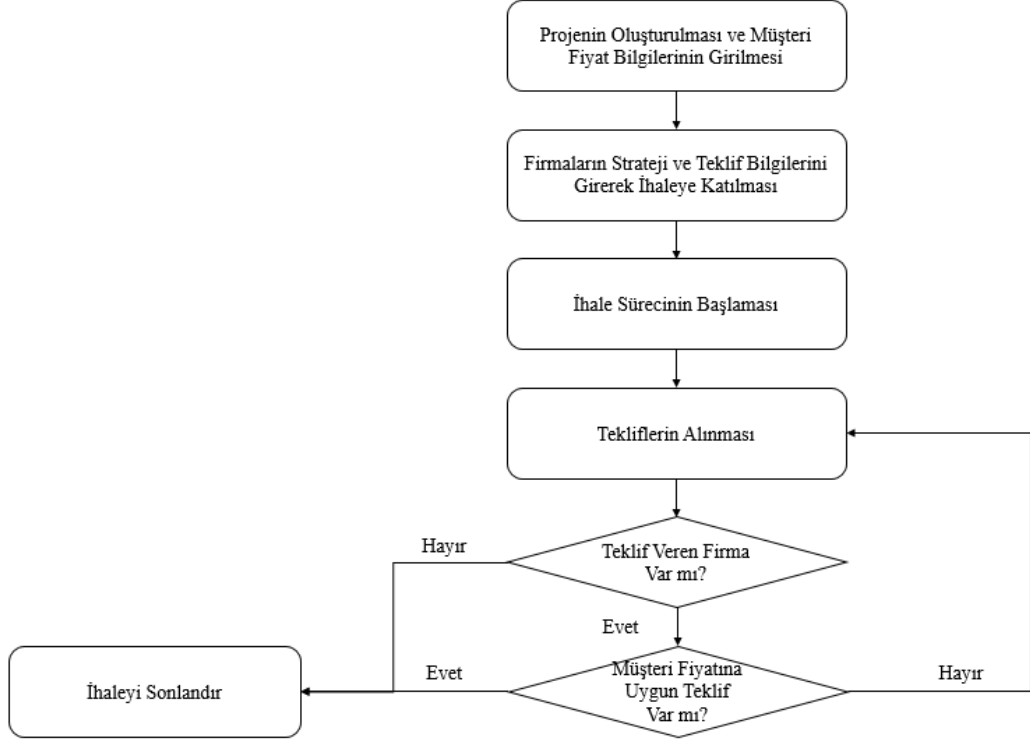 Projenin Oluşturulması ve Müşteri
Fiyat Bilgilerinin Girilmesi
Firmaların Strateji ve Teklif Bilgilerini
Girerek İhaleye Katılması
İhale Sürecinin Başlaması
Tekliflerin Alınması
Hayır
Teklif Veren Firma
Var mı?
Evet
İhaleyi Sonlandır
Evet
Müşteri Fiyatına
Uygun Teklif
Var mı?
Hayır